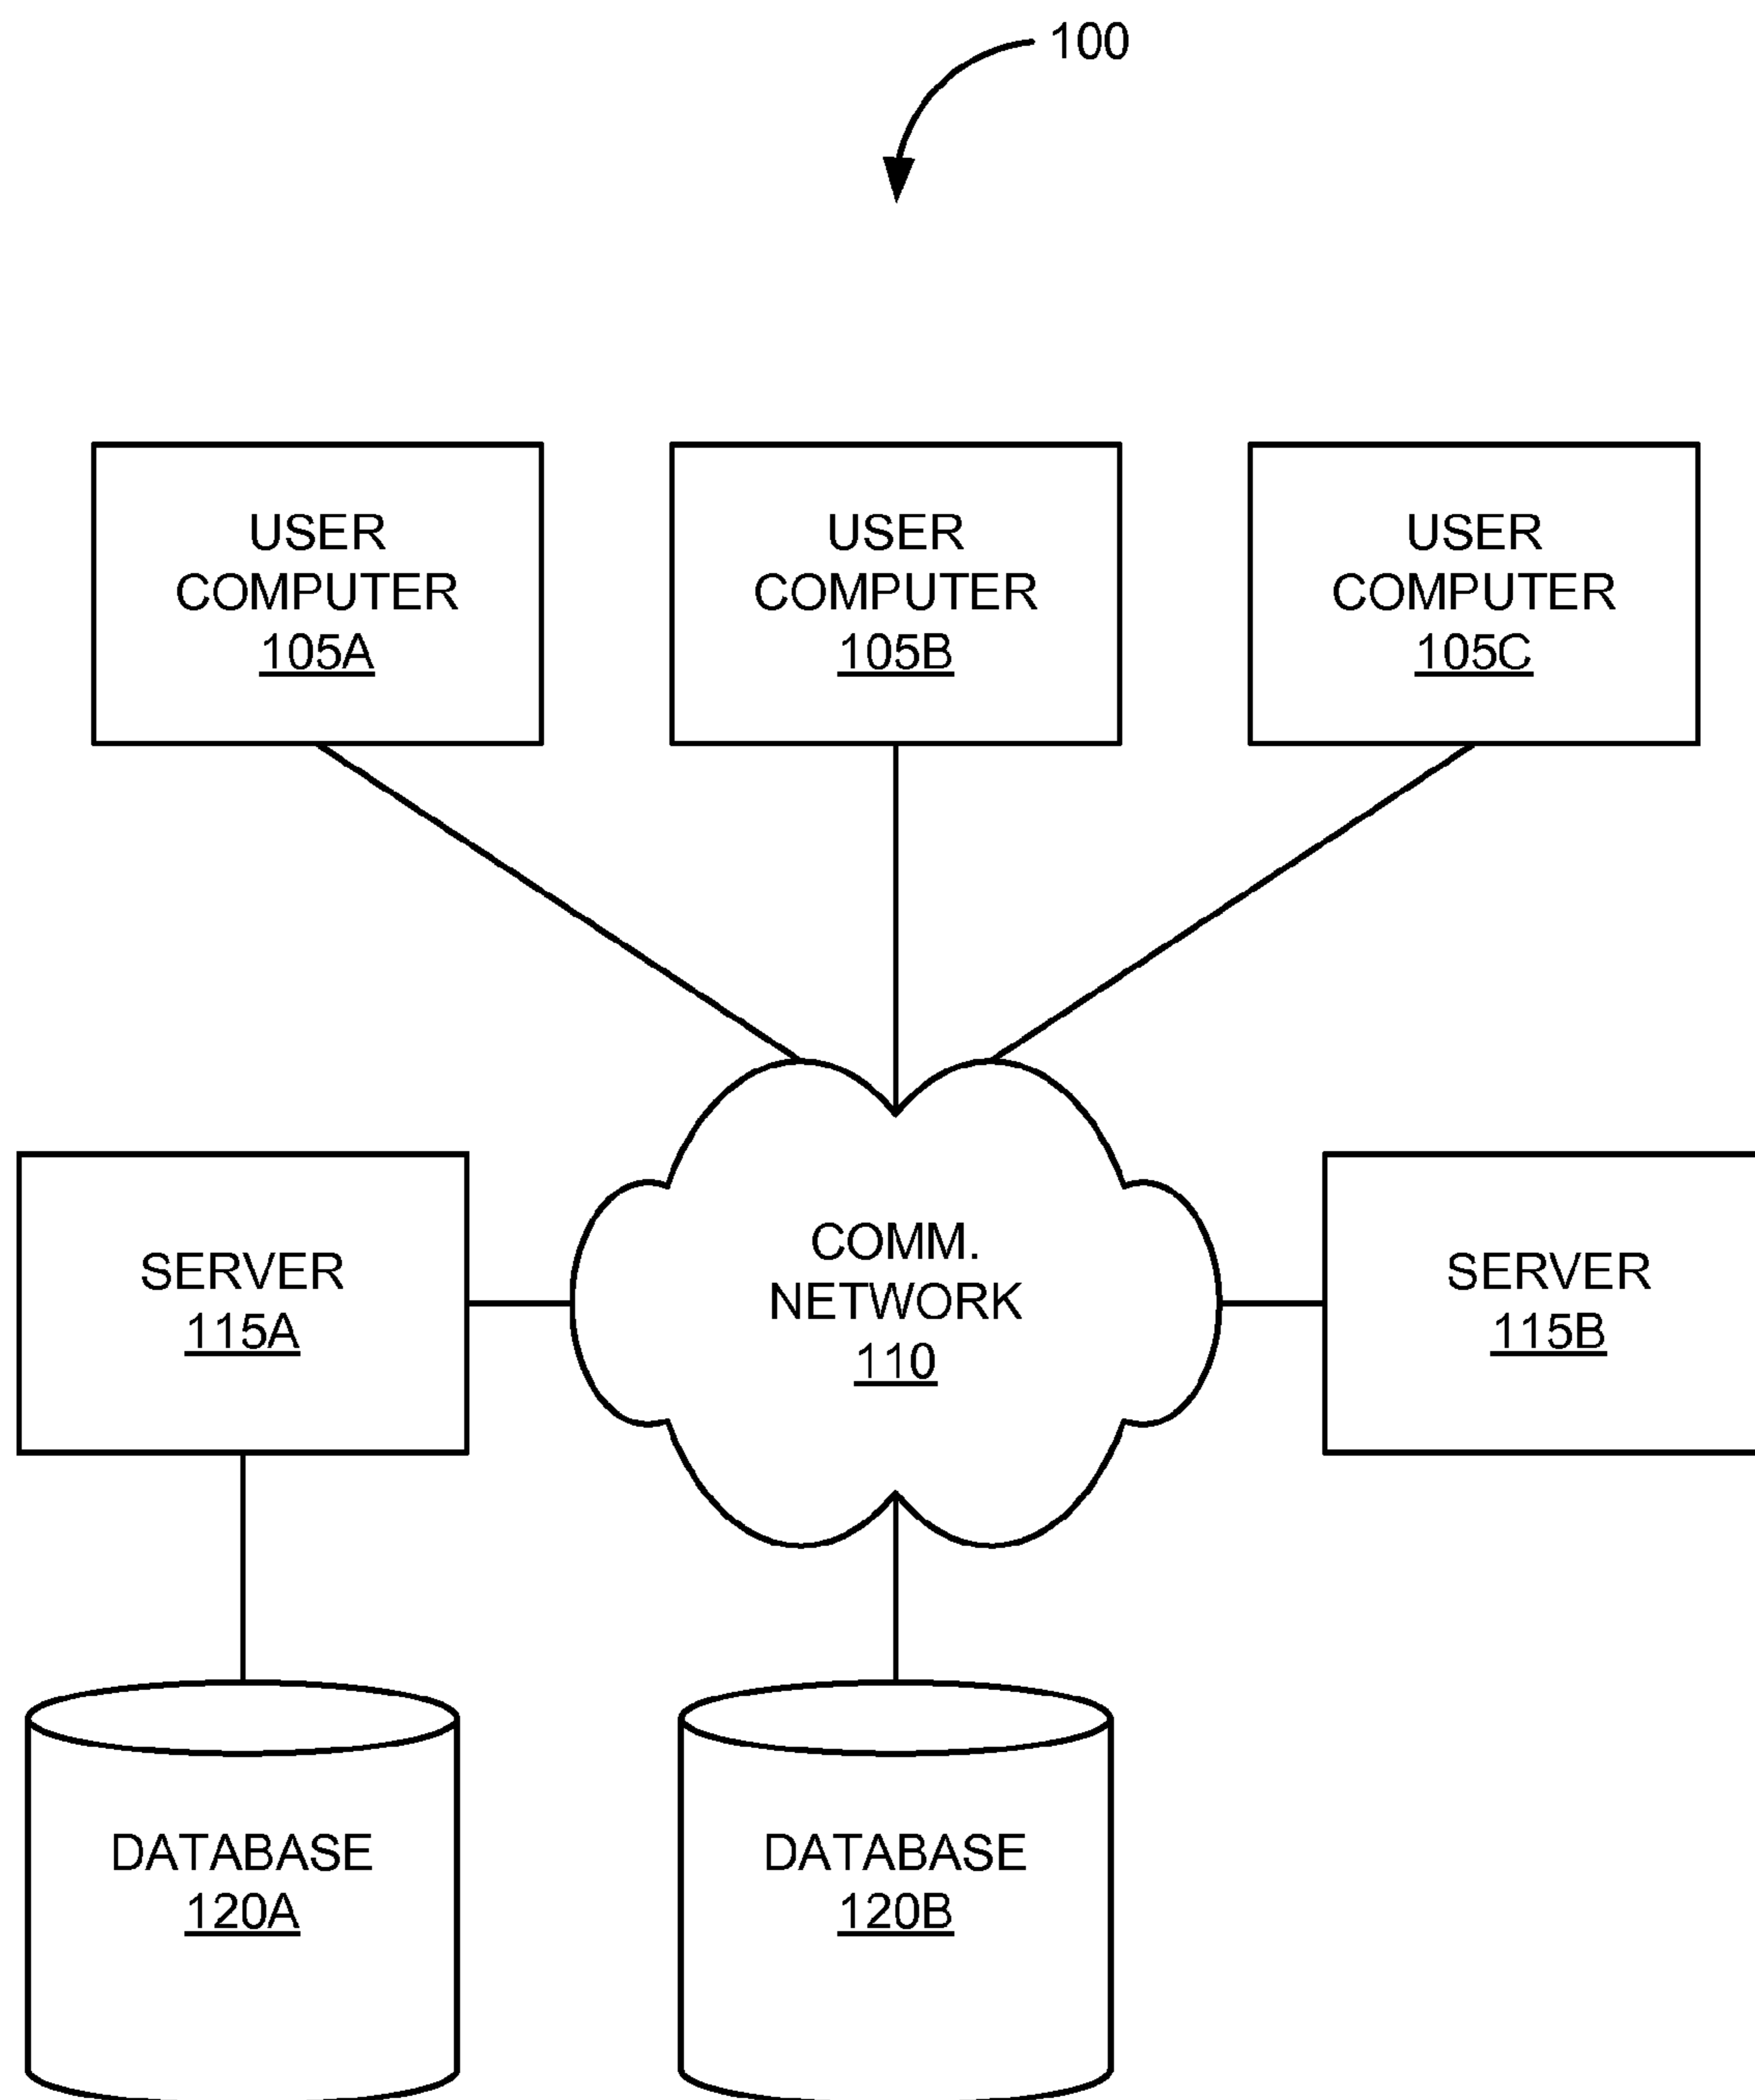 100
USER
COMPUTER
105A
USER
COMPUTER
105B
USER
COMPUTER
105C
SERVER
115A
COMM.
NETWORK
110
SERVER
115B
DATABASE
120A
DATABASE
120B